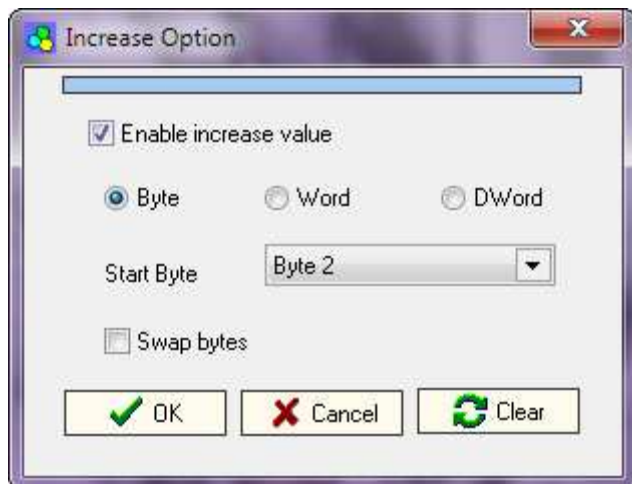 Increase Option
Enable increase value
Byte Word DWord
Start Byte Byte 2
Swap bytes
OK Cancel Clear